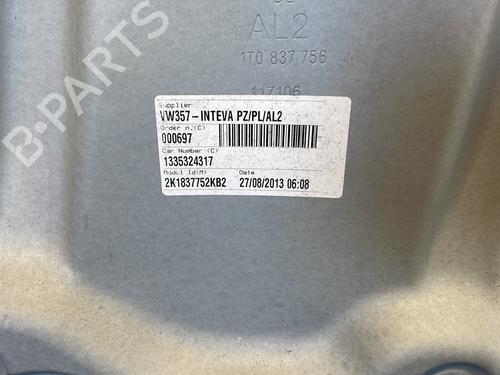 AL2
1T0 837 756 M
117106
Supplier
VW357-INTEVA PZ/PL/AL2
Order n.(C)
000697
Car Number (C)
1335324317
Modul Id(M) Date
2K1837752KB2 27/08/2013 06:08
B-PARTS